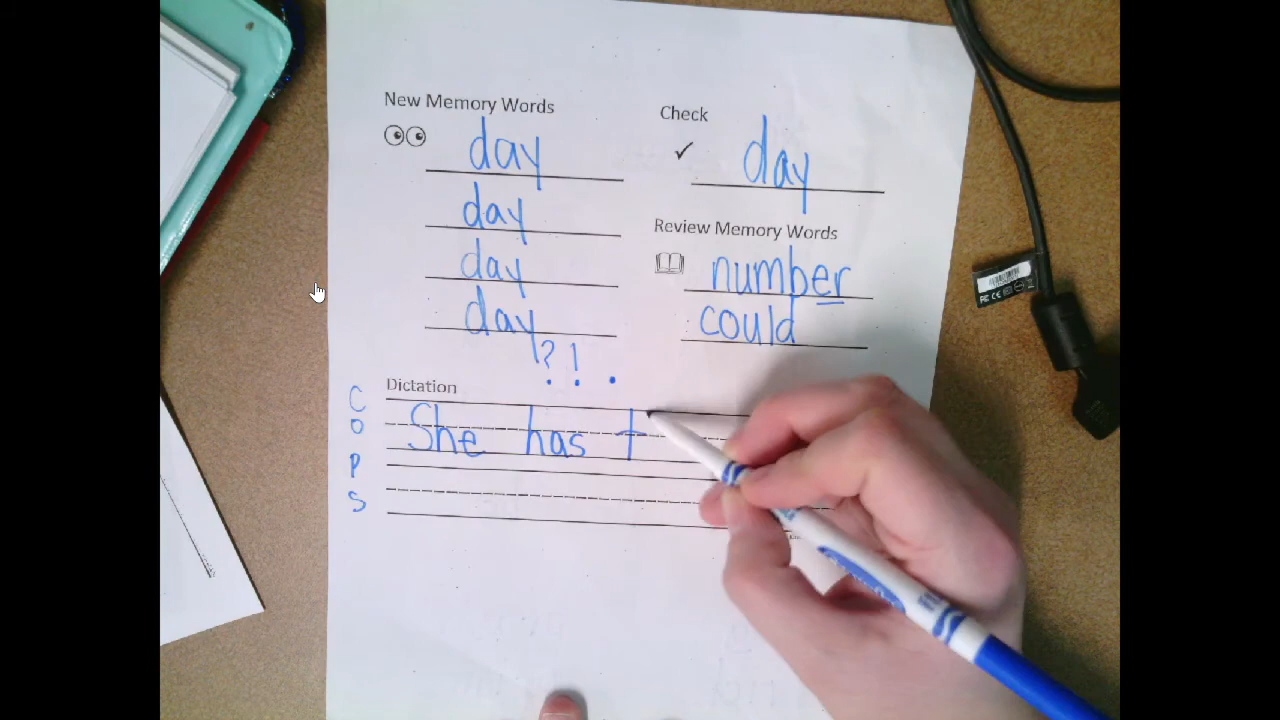 New Memory Words
day
day
day
day
Check
✓ day
Review Memory Words
number
could
? ! .
Dictation
C
O
P
S
She has t